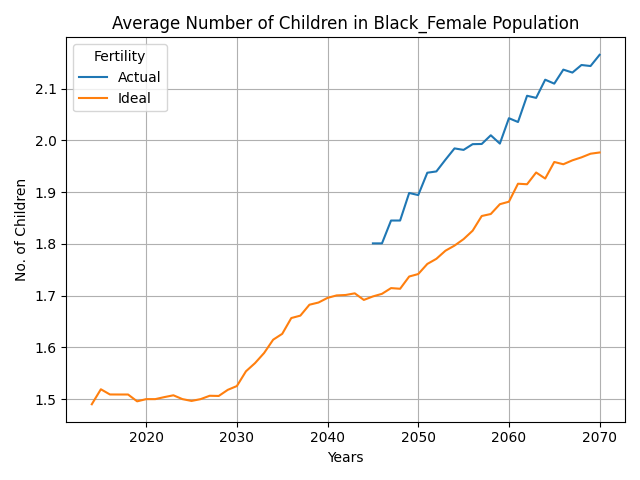 Average Number of Children in Black_Female Population
Fertility
Actual
Ideal
No. of Children
2.1
2.0
1.9
1.8
1.7
1.6
1.5
2020 2030 2040 2050 2060 2070
Years